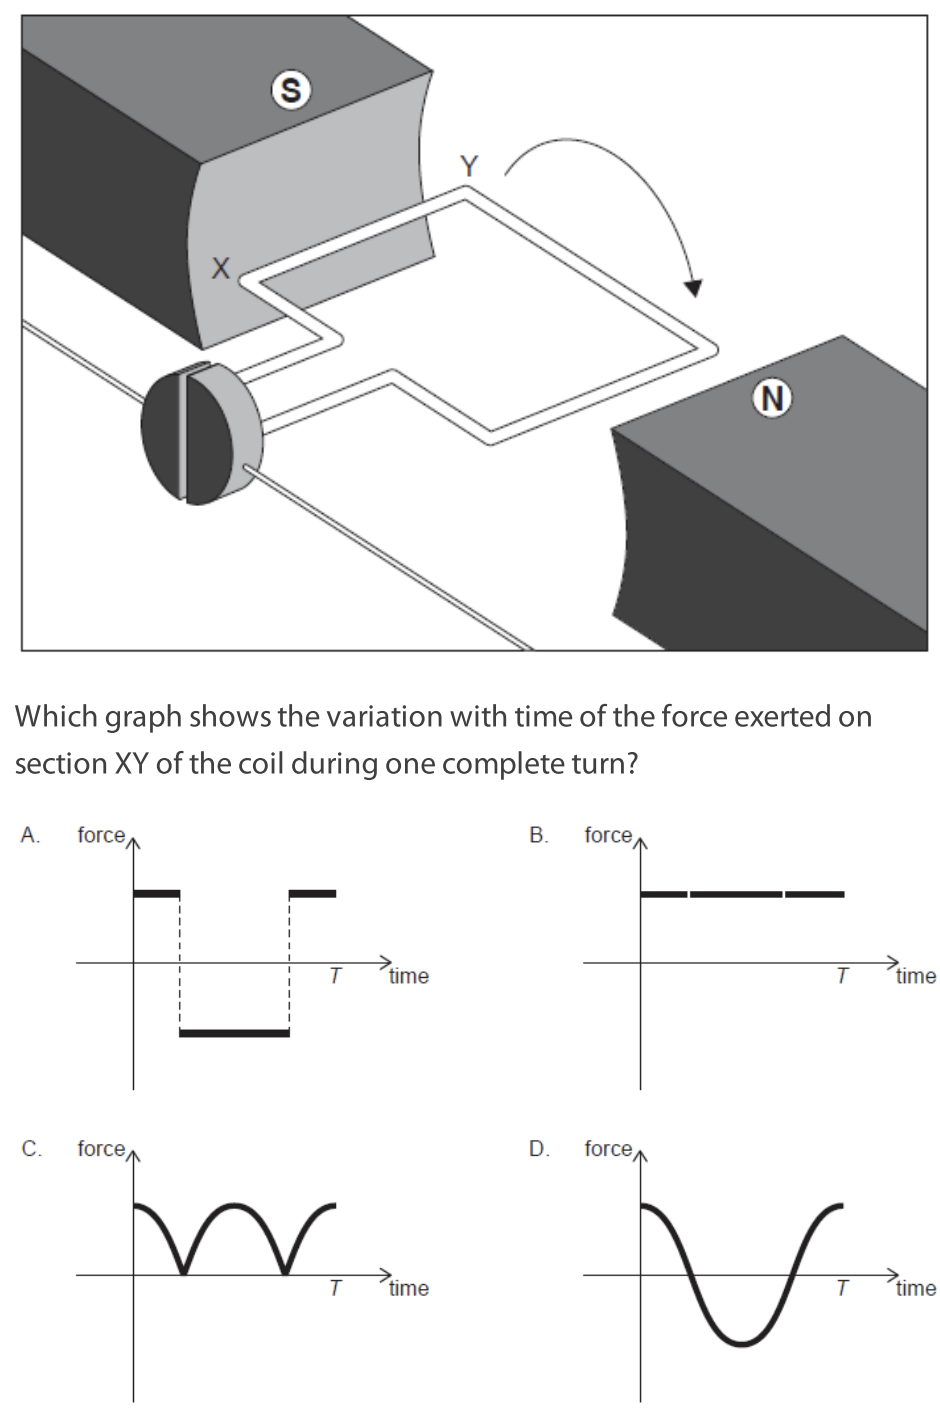 S
Y
X
N
Which graph shows the variation with time of the force exerted on
section XY of the coil during one complete turn?
A. force
T time
B. force
T time
C. force
T time
D. force
T time